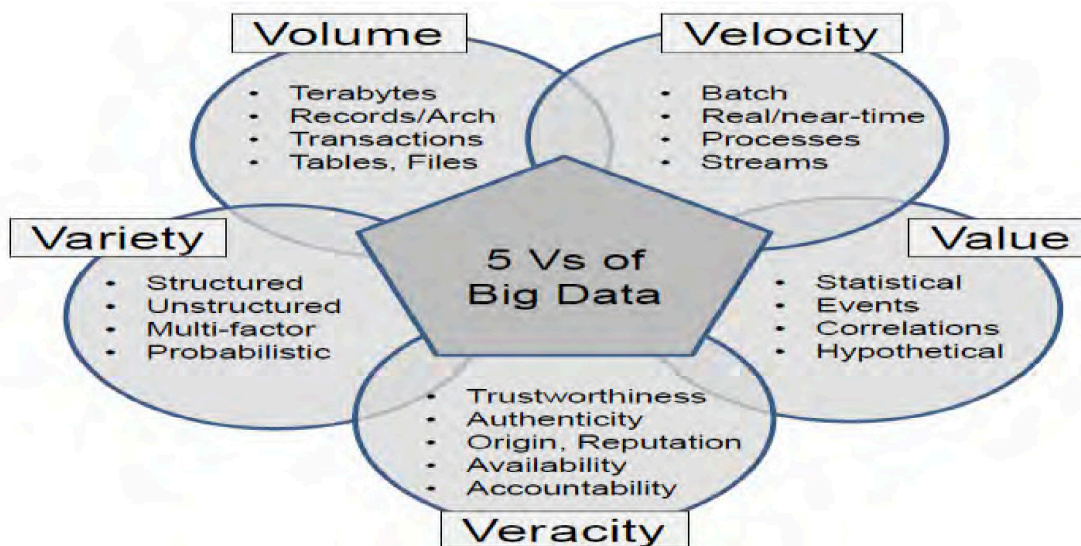 Volume
• Terabytes
• Records/Arch
• Transactions
• Tables, Files
Velocity
• Batch
• Real/near-time
• Processes
• Streams
Variety
• Structured
• Unstructured
• Multi-factor
• Probabilistic
5 Vs of
Big Data
Value
• Statistical
• Events
• Correlations
• Hypothetical
• Trustworthiness
• Authenticity
• Origin, Reputation
• Availability
• Accountability
Veracity